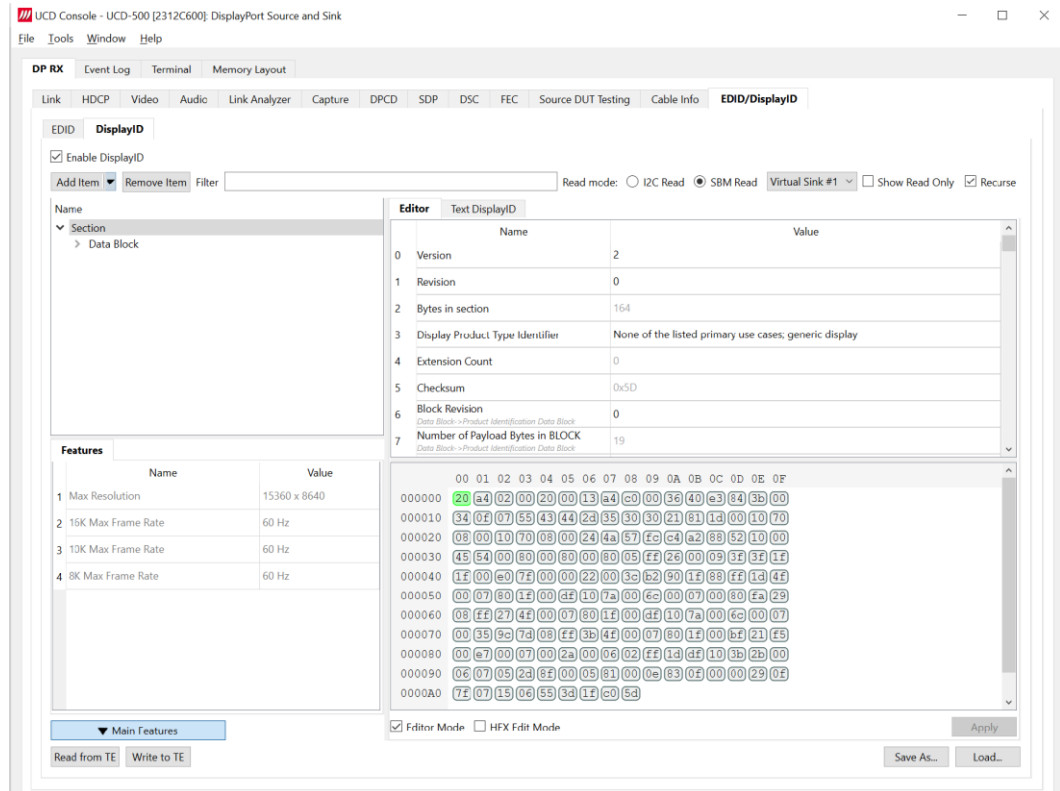 UCD Console - UCD-500 [2312C600]: DisplayPort Source and Sink
File Tools Window Help
DP RX Event Log Terminal Memory Layout
Link HDCP Video Audio Link Analyzer Capture DPCD SDP DSC FEC Source DUT Testing Cable Info EDID/DisplayID
EDID DisplayID
Enable DisplayID
Add Item Remove Item Filter Read mode: I2C Read SBM Read Virtual Sink #1 Show Read Only Recurse
Name
Section
Data Block
Editor Text DisplayID
Name Value
0 Version 2
1 Revision 0
2 Bytes in section 164
3 Display Product Type Identifier None of the listed primary use cases; generic display
4 Extension Count 0
5 Checksum 0x5D
6 Block Revision 0
Data Block->Product Identification Data Block
7 Number of Payload Bytes in BLOCK 19
Data Block->Product Identification Data Block
Features
Name Value
1 Max Resolution 15360 x 8640
2 16K Max Frame Rate 60 Hz
3 10K Max Frame Rate 60 Hz
4 8K Max Frame Rate 60 Hz
00 01 02 03 04 05 06 07 08 09 0A 0B 0C 0D 0E 0F
000000 20 a4 02 00 20 00 13 a4 c0 00 36 40 e3 84 3b 00
000010 34 0f 07 55 43 44 2d 35 30 30 21 81 1d 00 10 70
000020 08 00 10 70 08 00 24 4a 57 fc c4 a2 88 52 10 00
000030 45 54 00 80 00 80 00 80 05 ff 26 00 09 3f 3f 1f
000040 1f 00 e0 7f 00 00 22 00 3c b2 90 1f 88 ff 1d 4f
000050 00 07 80 1f 00 df 10 7a 00 6c 00 07 00 80 fa 29
000060 08 ff 27 4f 00 07 80 1f 00 df 10 7a 00 6c 00 07
000070 00 35 9c 7d 08 ff 3b 4f 00 07 80 1f 00 bf 21 f5
000080 00 e7 00 07 00 2a 00 06 02 ff 1d df 10 3b 2b 00
000090 06 07 05 2d 8f 00 05 81 00 0e 83 0f 00 00 29 0f
0000A0 7f 07 15 06 55 3d 1f c0 5d
Main Features
Editor Mode HEX Edit Mode Apply
Read from TE Write to TE Save As... Load...